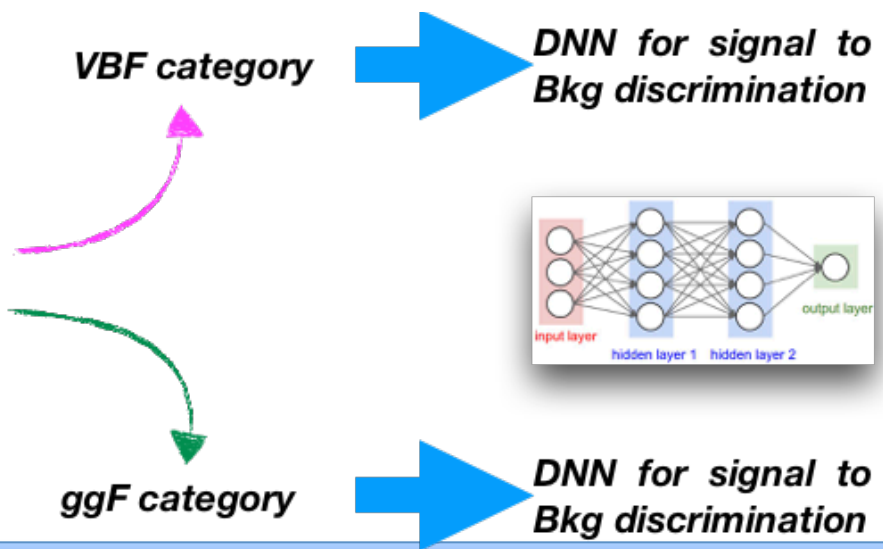 VBF category
DNN for signal to
Bkg discrimination
input layer
hidden layer 1
hidden layer 2
output layer
ggF category
DNN for signal to
Bkg discrimination